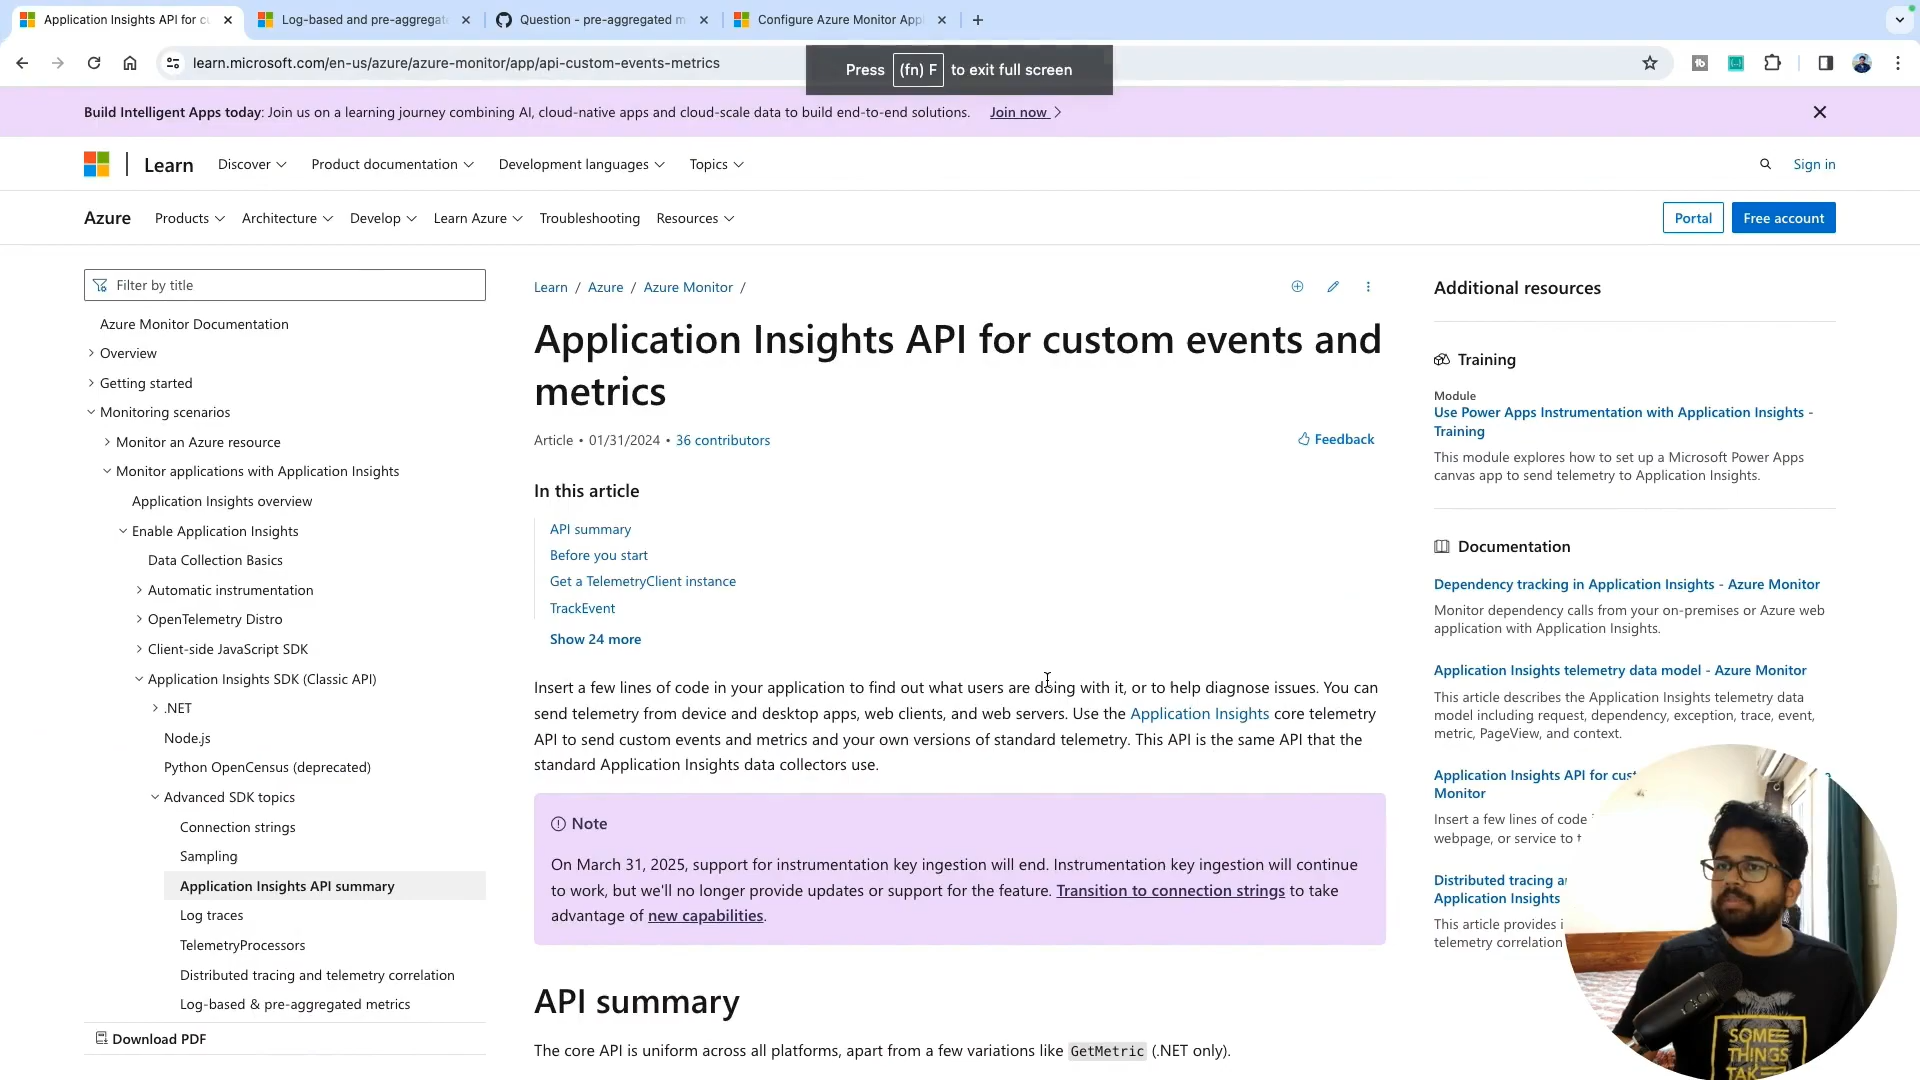 Application Insights API for c
Log-based and pre-aggregat
Question - pre-aggregated m
Configure Azure Monitor App
learn.microsoft.com/en-us/azure/azure-monitor/app/api-custom-events-metrics
Press (fn) F to exit full screen
Build Intelligent Apps today: Join us on a learning journey combining AI, cloud-native apps and cloud-scale data to build end-to-end solutions. Join now
Learn Discover Product documentation Development languages Topics Sign in
Azure Products Architecture Develop Learn Azure Troubleshooting Resources Portal Free account
Filter by title
Azure Monitor Documentation
Overview
Getting started
Monitoring scenarios
Monitor an Azure resource
Monitor applications with Application Insights
Application Insights overview
Enable Application Insights
Data Collection Basics
Automatic instrumentation
OpenTelemetry Distro
Client-side JavaScript SDK
Application Insights SDK (Classic API)
.NET
Node.js
Python OpenCensus (deprecated)
Advanced SDK topics
Connection strings
Sampling
Application Insights API summary
Log traces
TelemetryProcessors
Distributed tracing and telemetry correlation
Log-based & pre-aggregated metrics
Download PDF
Learn / Azure / Azure Monitor /
Application Insights API for custom events and
metrics
Article • 01/31/2024 • 36 contributors
Feedback
In this article
API summary
Before you start
Get a TelemetryClient instance
TrackEvent
Show 24 more
Insert a few lines of code in your application to find out what users are doing with it, or to help diagnose issues. You can
send telemetry from device and desktop apps, web clients, and web servers. Use the Application Insights core telemetry
API to send custom events and metrics and your own versions of standard telemetry. This API is the same API that the
standard Application Insights data collectors use.
Note
On March 31, 2025, support for instrumentation key ingestion will end. Instrumentation key ingestion will continue
to work, but we'll no longer provide updates or support for the feature. Transition to connection strings to take
advantage of new capabilities.
API summary
The core API is uniform across all platforms, apart from a few variations like GetMetric (.NET only).
Additional resources
Training
Module
Use Power Apps Instrumentation with Application Insights -
Training
This module explores how to set up a Microsoft Power Apps
canvas app to send telemetry to Application Insights.
Documentation
Dependency tracking in Application Insights - Azure Monitor
Monitor dependency calls from your on-premises or Azure web
application with Application Insights.
Application Insights telemetry data model - Azure Monitor
This article describes the Application Insights telemetry data
model including request, dependency, exception, trace, event,
metric, PageView, and context.
Application Insights API for cust
Monitor
Insert a few lines of code
webpage, or service to
Distributed tracing a
Application Insights
This article provides i
telemetry correlation
SOME
THINGS
TAKE